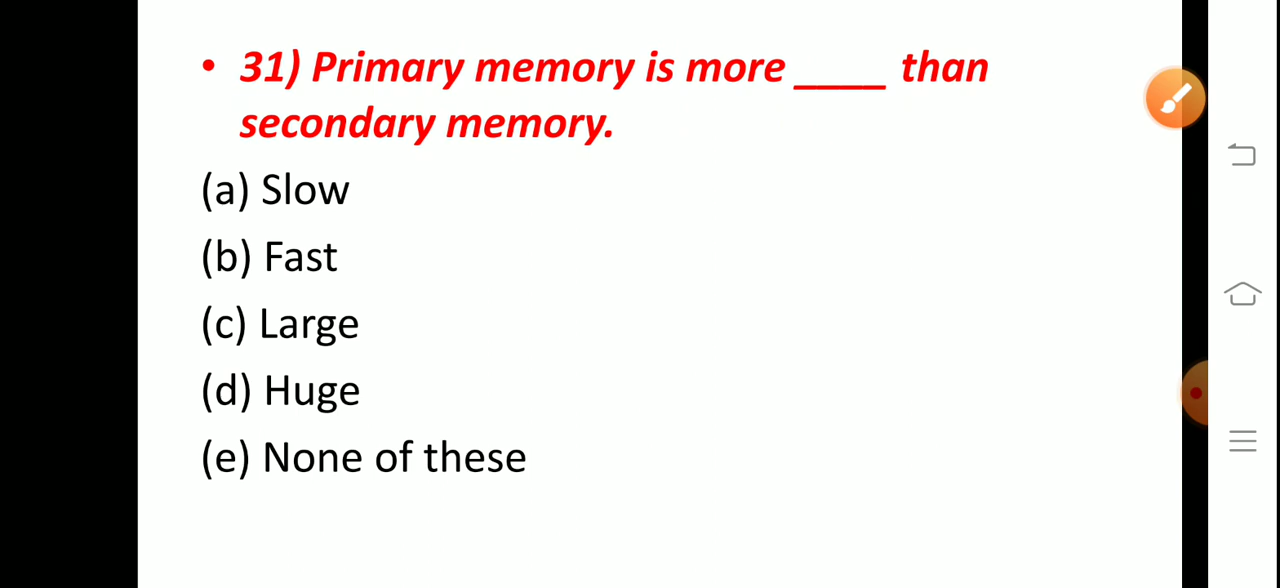 • 31) Primary memory is more ____ than
secondary memory.
(a) Slow
(b) Fast
(c) Large
(d) Huge
(e) None of these